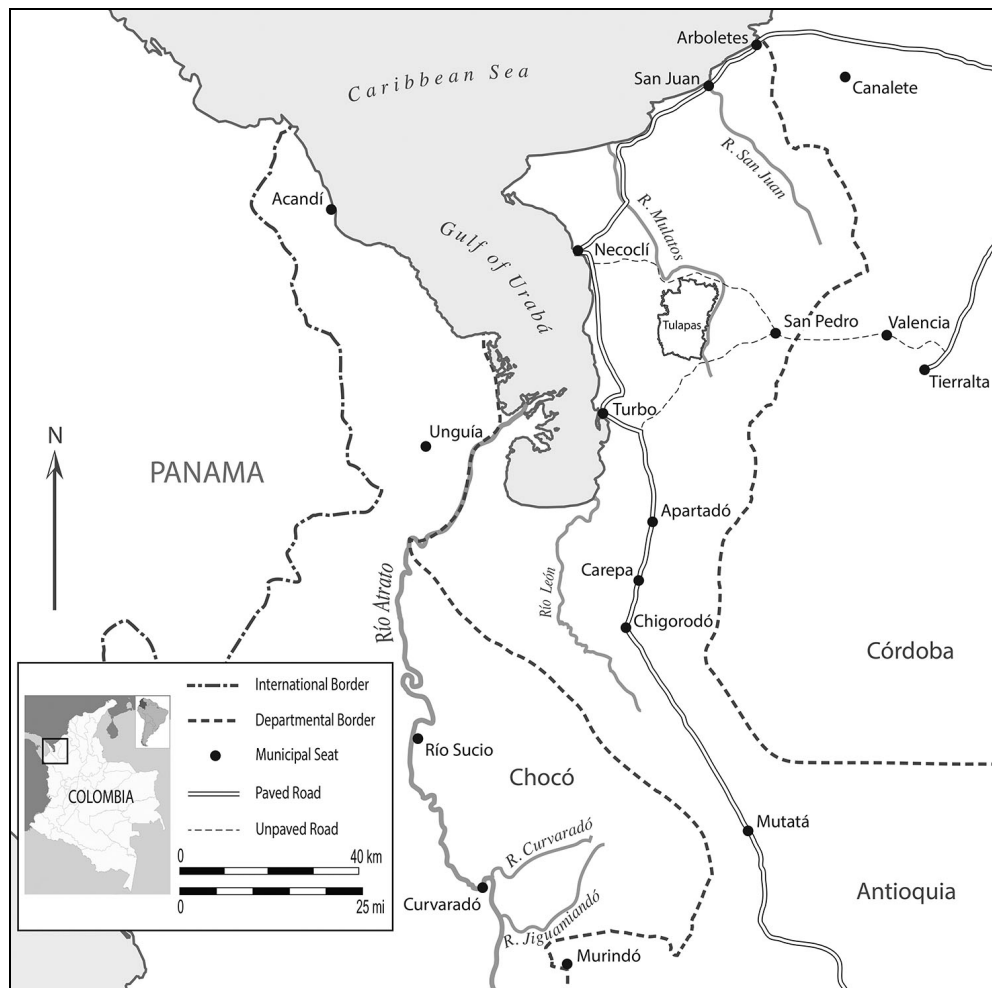 Arboletes
Caribbean Sea
San Juan
Canalete
R. San Juan
Acandí
R. Mulatos
Gulf of Urabá
Necoclí
Tulapas
San Pedro
Valencia
Tierralta
Turbo
Unguía
N
PANAMA
Apartadó
Río Atrato
Carepa
Río León
Chigorodó
Córdoba
International Border
Departmental Border
Río Sucio
Municipal Seat
Chocó
COLOMBIA
Paved Road
Mutatá
Unpaved Road
R. Curvaradó
0 40 km
Antioquia
Curvaradó
0 25 mi
R. Jiguamiandó
Murindó